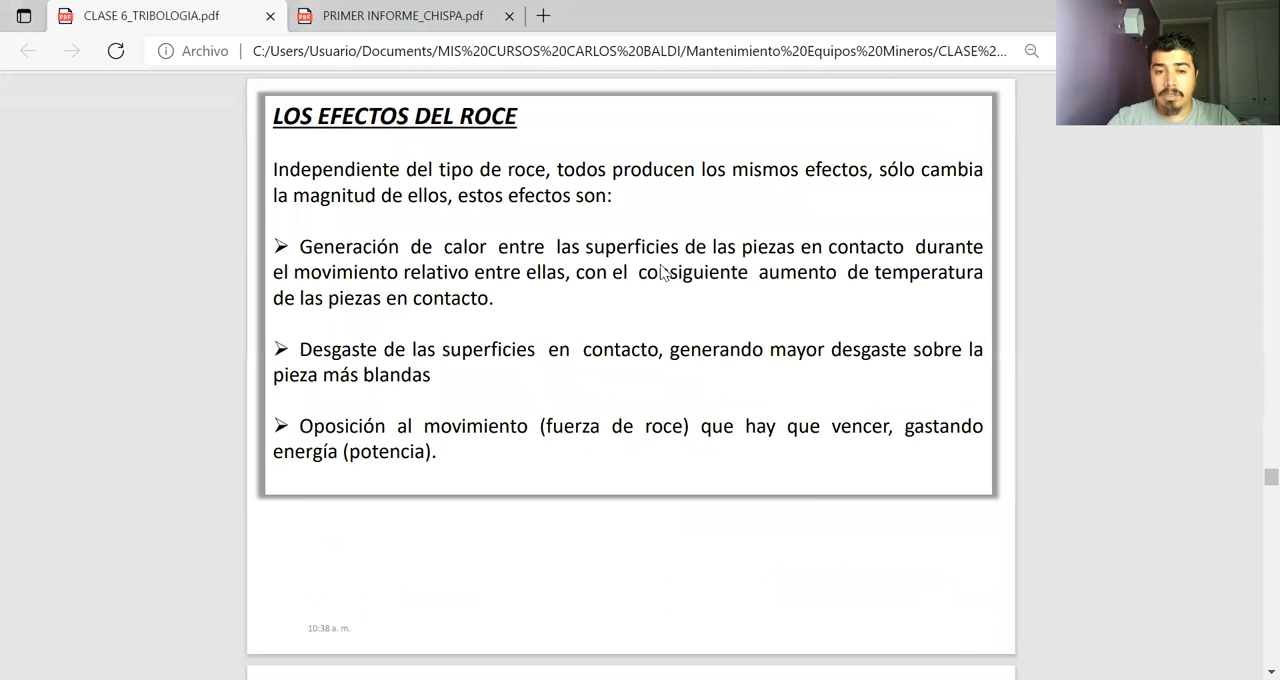 CLASE 6_TRIBOLOGIA.pdf
PRIMER INFORME_CHISPA.pdf
Archivo
C:/Users/Usuario/Documents/MIS%20CURSOS%20CARLOS%20BALDI/Mantenimiento%20Equipos%20Mineros/CLASE%2...
LOS EFECTOS DEL ROCE
Independiente del tipo de roce, todos producen los mismos efectos, sólo cambia
la magnitud de ellos, estos efectos son:
➢ Generación de calor entre las superficies de las piezas en contacto durante
el movimiento relativo entre ellas, con el consiguiente aumento de temperatura
de las piezas en contacto.
➢ Desgaste de las superficies en contacto, generando mayor desgaste sobre la
pieza más blandas
➢ Oposición al movimiento (fuerza de roce) que hay que vencer, gastando
energía (potencia).
10:38 a. m.